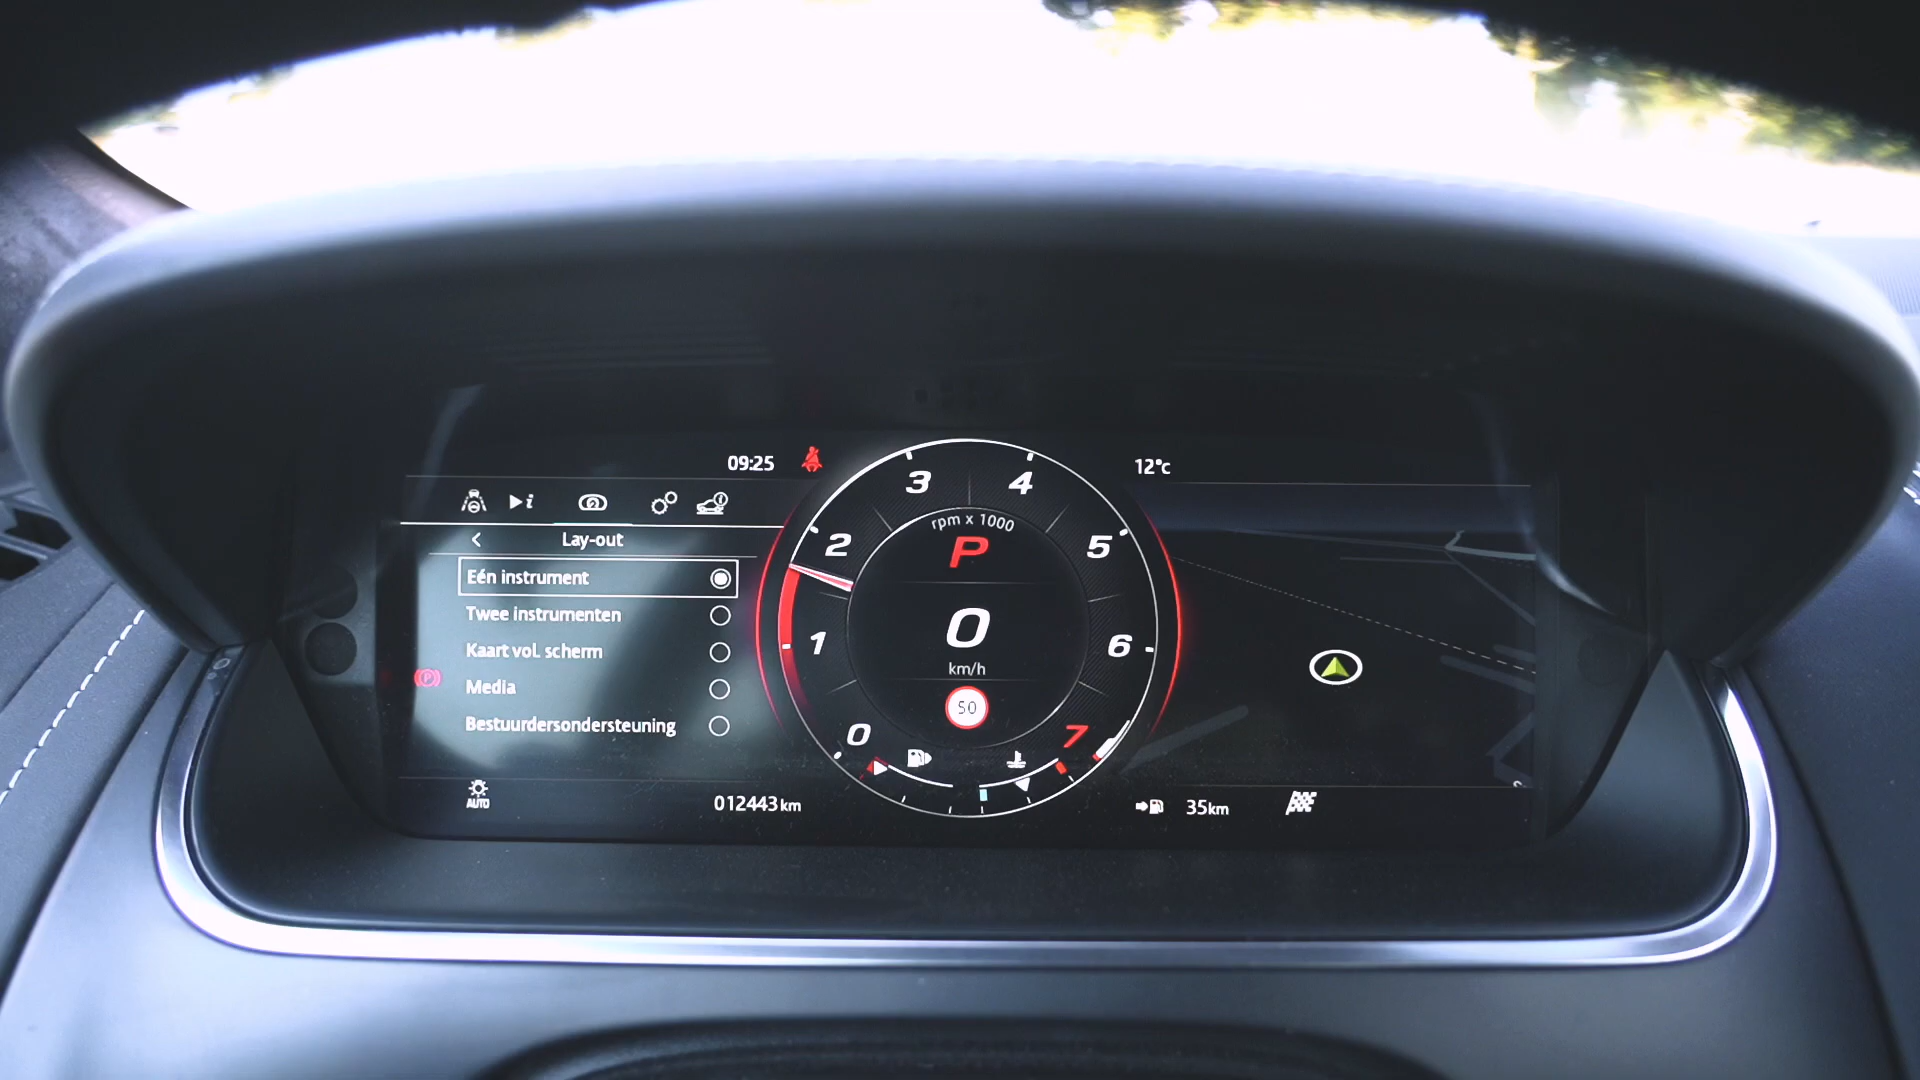 09:25
12°c
Lay-out
Eén instrument
Twee instrumenten
Kaart vol. scherm
Media
Bestuurdersondersteuning
AUTO
012443 km
0
1
2
3
4
5
6
7
rpm x 1000
P
0
km/h
50
35km
P